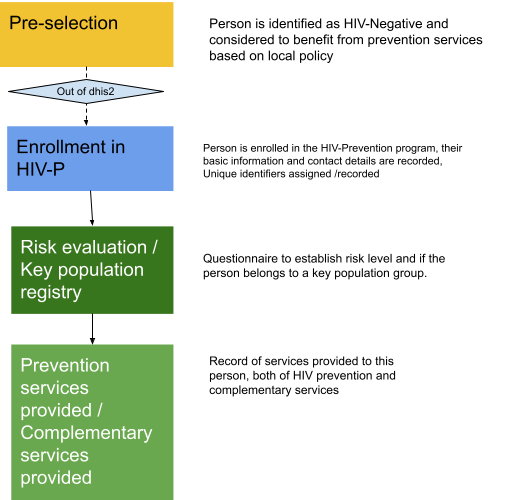 Pre-selection
Person is identified as HIV-Negative and
considered to benefit from prevention services
based on local policy
Out of dhis2
Enrollment in
HIV-P
Person is enrolled in the HIV-Prevention program, their
basic information and contact details are recorded,
Unique identifiers assigned /recorded
Risk evaluation /
Key population
registry
Questionnaire to establish risk level and if the
person belongs to a key population group.
Prevention
services
provided /
Complementary
services
provided
Record of services provided to this
person, both of HIV prevention and
complementary services